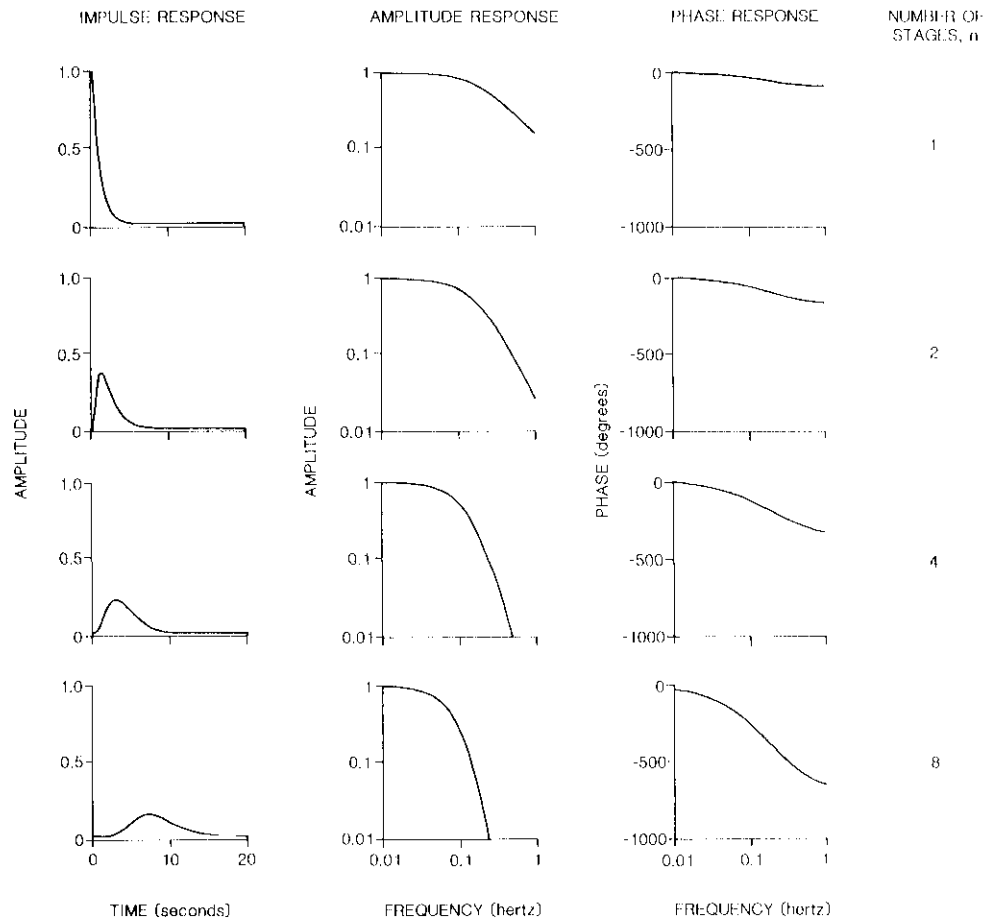 IMPULSE RESPONSE AMPLITUDE RESPONSE PHASE RESPONSE NUMBER OF
STAGES, n
1.0 1 0
0.5 0.1 -500 1
0 0.01 -1000
1.0 1 0
0.5 0.1 -500 2
0 0.01 -1000
AMPLITUDE AMPLITUDE PHASE (degrees)
1.0 1 0
0.5 0.1 -500 4
0 0.01 -1000
1.0 1 0
0.5 0.1 -500 8
0 0.01 -1000
0 10 20 0.01 0.1 1 0.01 0.1 1
TIME (seconds) FREQUENCY (hertz) FREQUENCY (hertz)